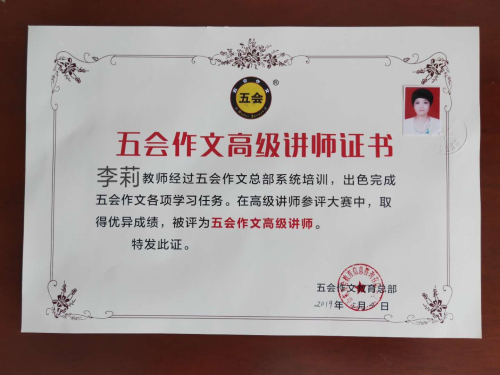 五会
®
五会作文高级讲师证书
李莉教师经过五会作文总部系统培训，出色完成
五会作文各项学习任务。在高级讲师参评大赛中，取
得优异成绩，被评为五会作文高级讲师。
特发此证。
五会作文教育总部
2019年 月 日